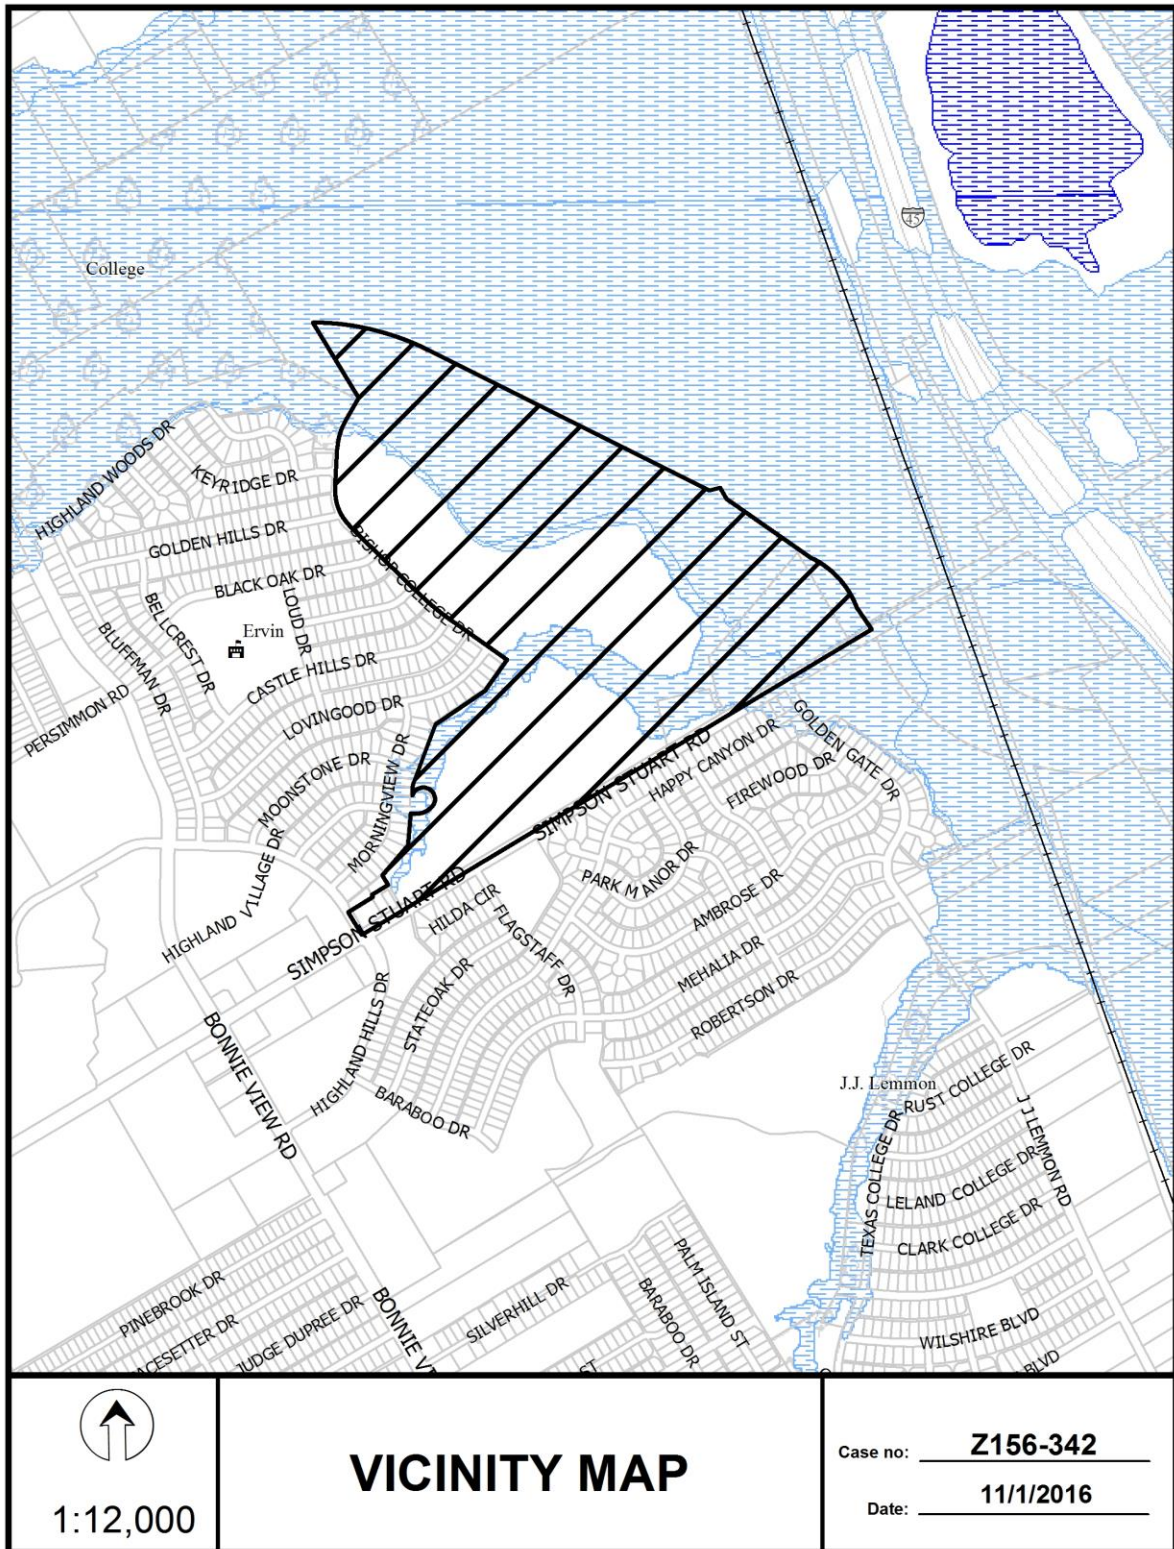 45
College
HIGHLAND WOODS DR
KEYRIDGE DR
GOLDEN HILLS DR
BISHOP COLLEGE DR
BLACK OAK DR
LOUD DR
BELLCREST DR
Ervin
BLUFFMAN DR
CASTLE HILLS DR
PERSIMMON RD
LOVINGOOD DR
MOONSTONE DR
MORNINGVIEW DR
GOLDEN GATE DR
HAPPY CANYON DR
SIMPSON STUART RD
FIREWOOD DR
VILLAGE DR
HIGHLAND
PARK MANOR DR
AMBROSE DR
SIMPSON STUART RD
HILDA CIR
FLAGSTAFF DR
MEHALIA DR
ROBERTSON DR
STATEOAK DR
HIGHLAND HILLS DR
BONNIE VIEW RD
BARABOO DR
J.J. Lemmon
RUST COLLEGE DR
J J LEMMON RD
TEXAS COLLEGE DR
LELAND COLLEGE DR
CLARK COLLEGE DR
PINEBROOK DR
ACESETTER DR
JUDGE DUPREE DR
BONNIE VI
SILVERHILL DR
PALM ISLAND ST
BARABOO DR
ST
WILSHIRE BLVD
BLVD
1:12,000
VICINITY MAP
Case no: Z156-342
Date: 11/1/2016